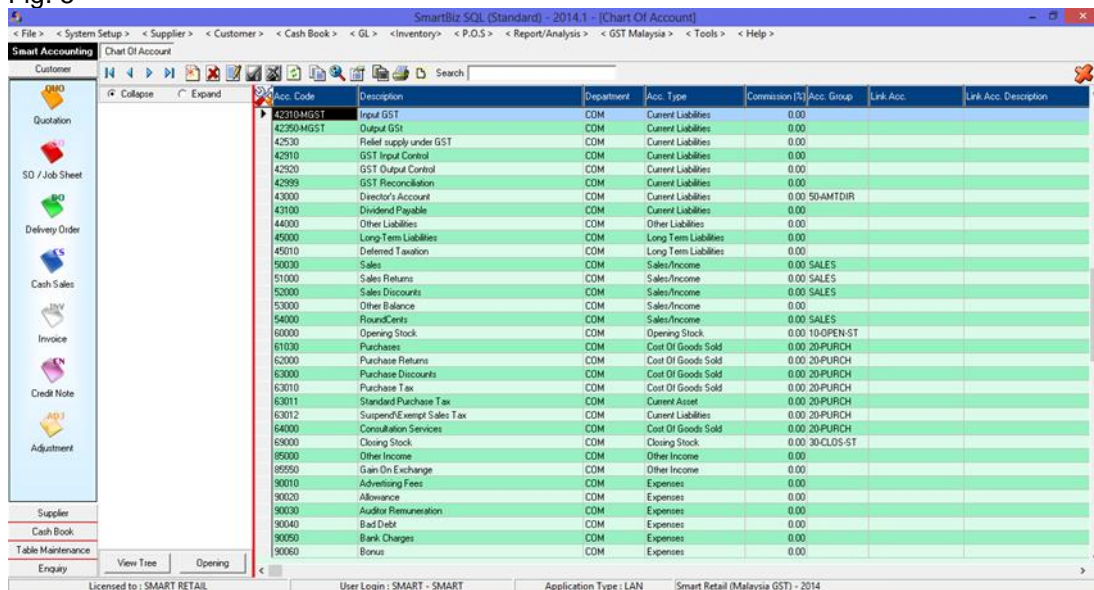 SmartBiz SQL (Standard) - 2014.1 - [Chart Of Account]
< File > < System Setup > < Supplier > < Customer > < Cash Book > < GL > <Inventory> < P.O.S > < Report/Analysis > < GST Malaysia > < Tools > < Help >
Smart Accounting Chart Of Account
Customer Search
Collapse Expand
QUO
Quotation
SO
SO / Job Sheet
DO
Delivery Order
CS
Cash Sales
INV
Invoice
CN
Credit Note
ADJ
Adjustment
Supplier
Cash Book
Table Maintenance
Enquiry
View Tree Opening
Acc. Code Description Department Acc. Type Commission (%) Acc. Group Link Acc. Link Acc. Description
42310-MGST Input GST COM Current Liabilities 0.00
42350-MGST Output GSt COM Current Liabilities 0.00
42530 Relief supply under GST COM Current Liabilities 0.00
42910 GST Input Control COM Current Liabilities 0.00
42920 GST Output Control COM Current Liabilities 0.00
42999 GST Reconciliation COM Current Liabilities 0.00
43000 Director's Account COM Current Liabilities 0.00 50-AMTDIR
43100 Dividend Payable COM Current Liabilities 0.00
44000 Other Liabilities COM Other Liabilities 0.00
45000 Long-Term Liabilities COM Long Term Liabilities 0.00
45010 Deferred Taxation COM Long Term Liabilities 0.00
50030 Sales COM Sales/Income 0.00 SALES
51000 Sales Returns COM Sales/Income 0.00 SALES
52000 Sales Discounts COM Sales/Income 0.00 SALES
53000 Other Balance COM Sales/Income 0.00
54000 RoundCents COM Sales/Income 0.00 SALES
60000 Opening Stock COM Opening Stock 0.00 10-OPEN-ST
61030 Purchases COM Cost Of Goods Sold 0.00 20-PURCH
62000 Purchase Returns COM Cost Of Goods Sold 0.00 20-PURCH
63000 Purchase Discounts COM Cost Of Goods Sold 0.00 20-PURCH
63010 Purchase Tax COM Cost Of Goods Sold 0.00 20-PURCH
63011 Standard Purchase Tax COM Current Asset 0.00 20-PURCH
63012 Suspend\Exempt Sales Tax COM Current Liabilities 0.00 20-PURCH
64000 Consultation Services COM Cost Of Goods Sold 0.00 20-PURCH
69000 Closing Stock COM Closing Stock 0.00 30-CLOS-ST
85000 Other Income COM Other Income 0.00
85550 Gain On Exchange COM Other Income 0.00
90010 Advertising Fees COM Expenses 0.00
90020 Allowance COM Expenses 0.00
90030 Auditor Remuneration COM Expenses 0.00
90040 Bad Debt COM Expenses 0.00
90050 Bank Charges COM Expenses 0.00
90060 Bonus COM Expenses 0.00
Licensed to : SMART RETAIL User Login : SMART - SMART Application Type : LAN Smart Retail (Malaysia GST) - 2014